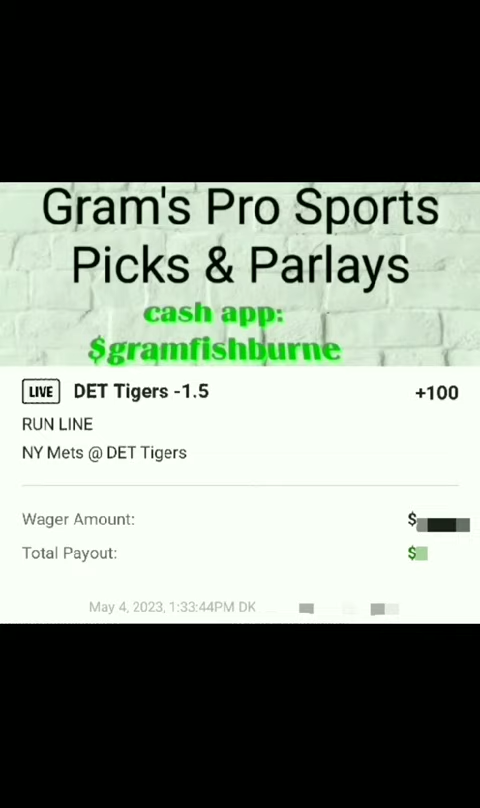 Gram's Pro Sports
Picks & Parlays
cash app:
$gramfishburne
LIVE DET Tigers -1.5 +100
RUN LINE
NY Mets @ DET Tigers
Wager Amount: $
Total Payout: $
May 4, 2023, 1:33:44PM DK